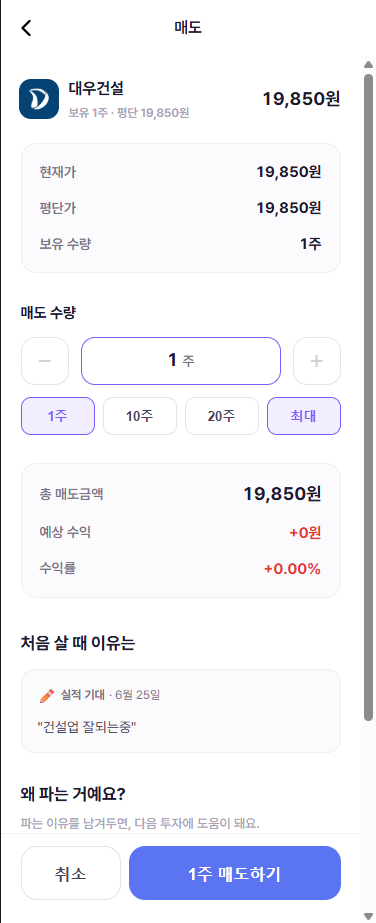 매도
대우건설
보유 1주 · 평단 19,850원
19,850원
현재가 19,850원
평단가 19,850원
보유 수량 1주
매도 수량
− 1 주 +
1주 10주 20주 최대
총 매도금액 19,850원
예상 수익 +0원
수익률 +0.00%
처음 살 때 이유는
실적 기대 · 6월 25일
"건설업 잘되는중"
왜 파는 거예요?
파는 이유를 남겨두면, 다음 투자에 도움이 돼요.
취소 1주 매도하기